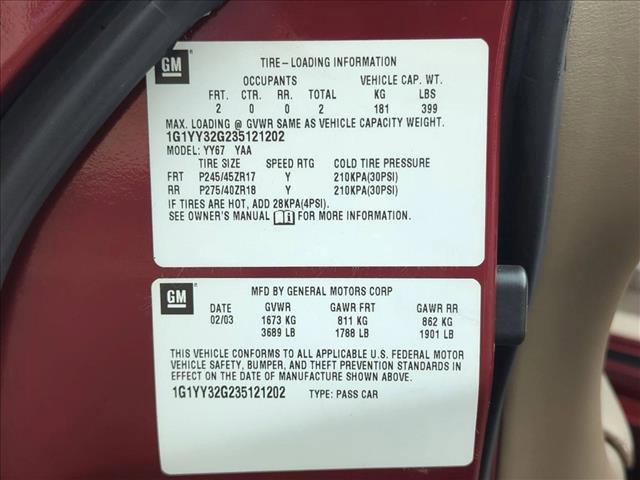 GM
TIRE-LOADING INFORMATION
OCCUPANTS VEHICLE CAP. WT.
FRT. CTR. RR. TOTAL KG LBS
2 0 0 2 181 399
MAX. LOADING @ GVWR SAME AS VEHICLE CAPACITY WEIGHT.
1G1YY32G235121202
MODEL: YY67 YAA
TIRE SIZE SPEED RTG COLD TIRE PRESSURE
FRT P245/45ZR17 Y 210KPA(30PSI)
RR P275/40ZR18 Y 210KPA(30PSI)
IF TIRES ARE HOT, ADD 28KPA(4PSI).
SEE OWNER'S MANUAL FOR MORE INFORMATION.
GM
MFD BY GENERAL MOTORS CORP
DATE GVWR GAWR FRT GAWR RR
02/03 1673 KG 811 KG 862 KG
3689 LB 1788 LB 1901 LB
THIS VEHICLE CONFORMS TO ALL APPLICABLE U.S. FEDERAL MOTOR
VEHICLE SAFETY, BUMPER, AND THEFT PREVENTION STANDARDS IN
EFFECT ON THE DATE OF MANUFACTURE SHOWN ABOVE.
1G1YY32G235121202 TYPE: PASS CAR